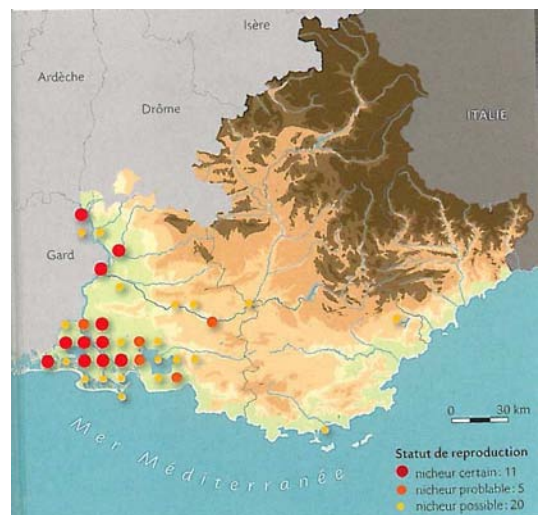 Isère
Ardèche
Drôme
ITALIE
Gard
0 30 km
Mer Méditerranée
Statut de reproduction
nicheur certain : 11
nicheur problable : 5
nicheur possible : 20